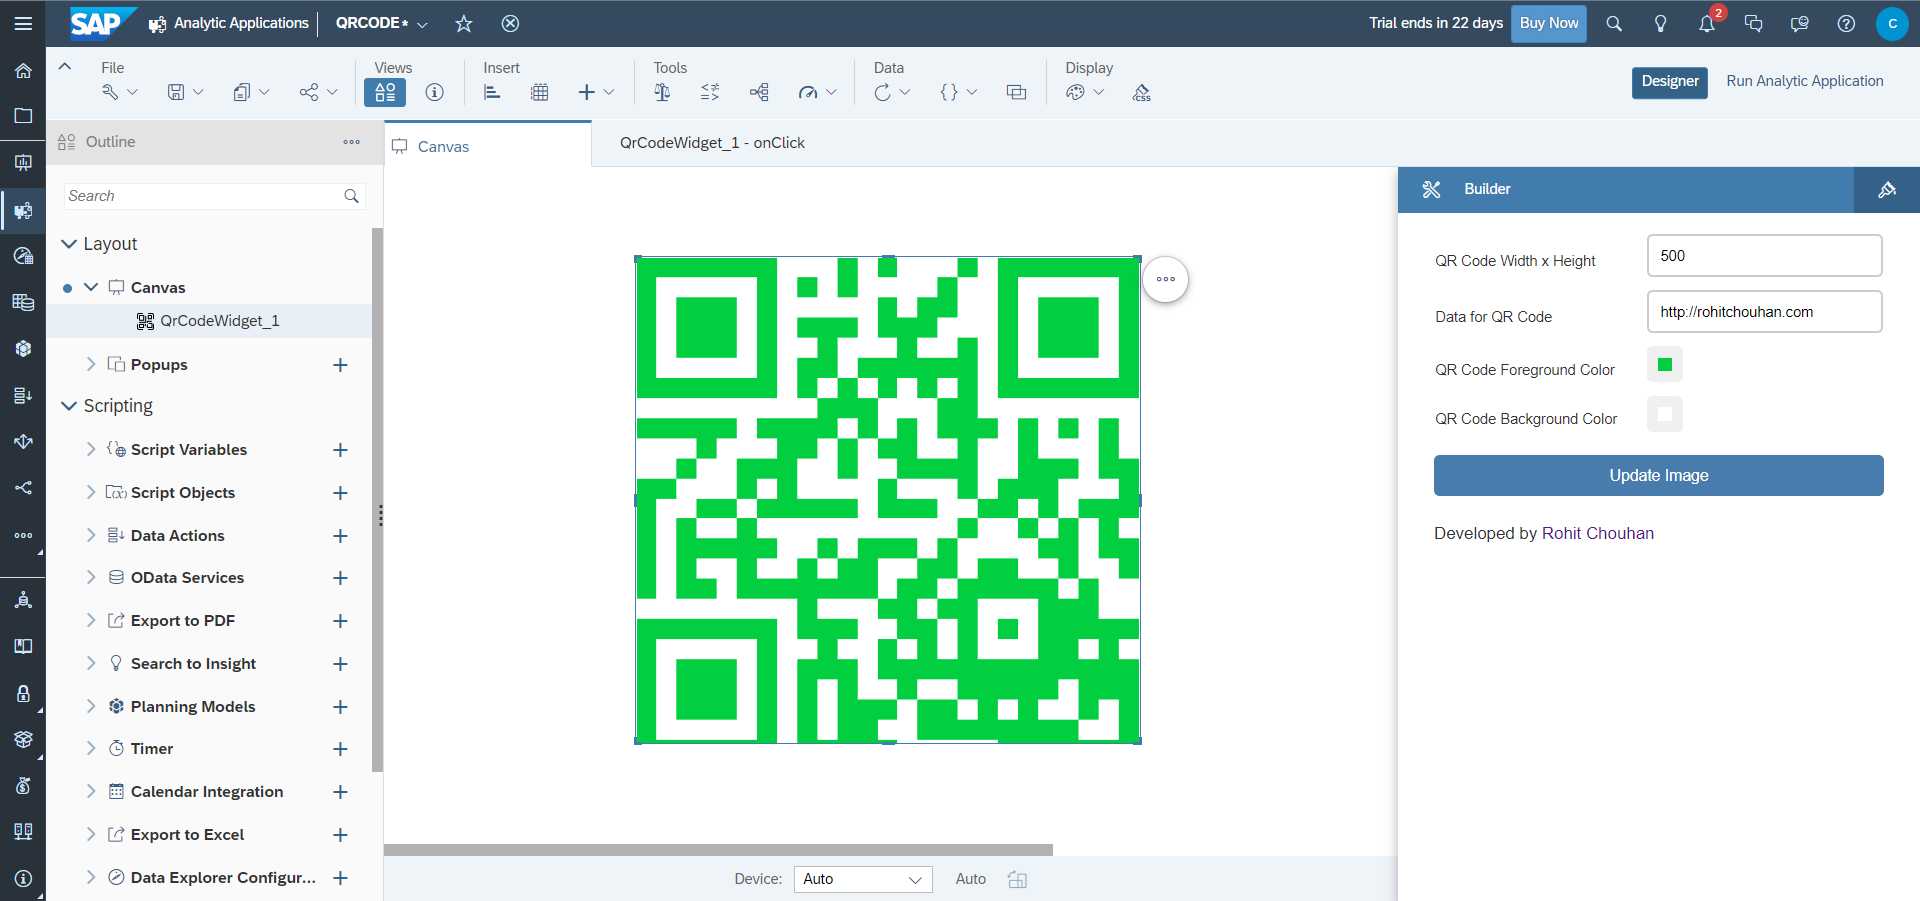 SAP Analytic Applications QRCODE* Trial ends in 22 days Buy Now 2 C
File Views Insert Tools Data Display
CSS
Designer Run Analytic Application
Outline
Canvas
QrCodeWidget_1 - onClick
Search
Layout
Canvas
QrCodeWidget_1
Popups
Scripting
Script Variables
Script Objects
Data Actions
OData Services
Export to PDF
Search to Insight
Planning Models
Timer
Calendar Integration
Export to Excel
Data Explorer Configur...
Device: Auto Auto
Builder
QR Code Width x Height 500
Data for QR Code http://rohitchouhan.com
QR Code Foreground Color
QR Code Background Color
Update Image
Developed by Rohit Chouhan